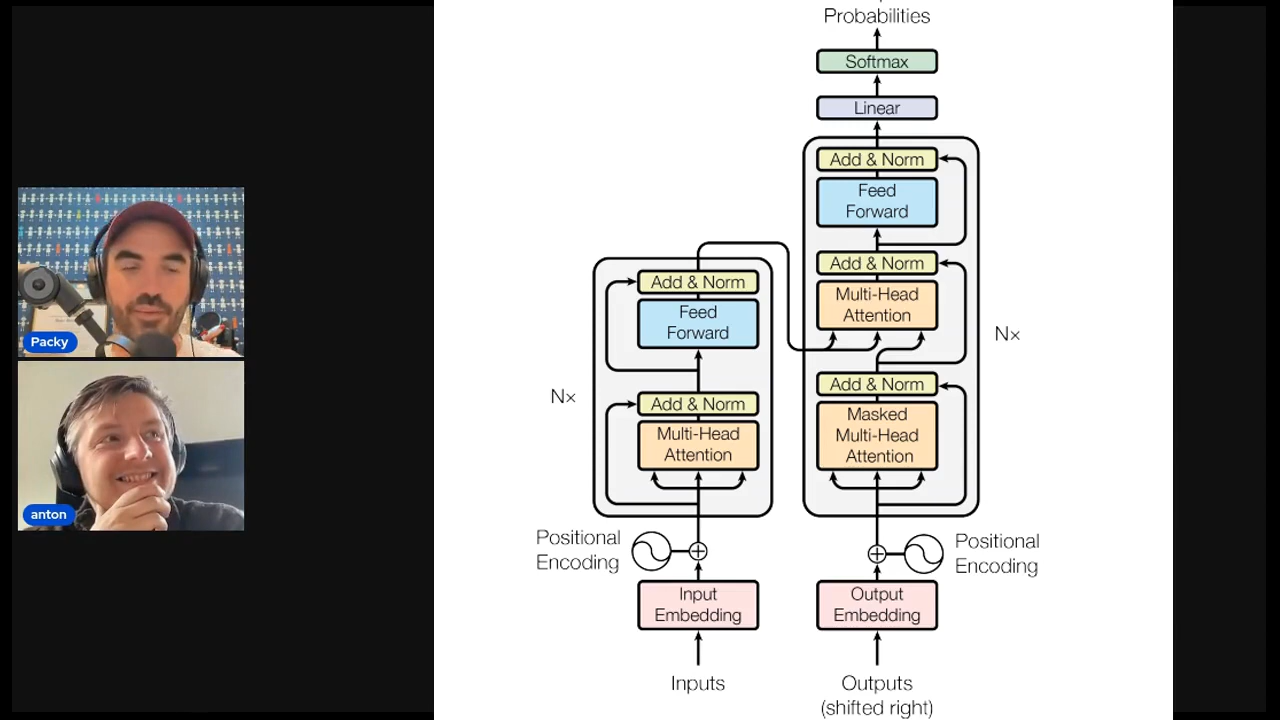 Probabilities
Softmax
Linear
Add & Norm
Feed
Forward
Add & Norm
Multi-Head
Attention
Nx
Add & Norm
Masked
Multi-Head
Attention
Add & Norm
Feed
Forward
Nx
Add & Norm
Multi-Head
Attention
Positional
Encoding
Positional
Encoding
Input
Embedding
Output
Embedding
Inputs
Outputs
(shifted right)
Packy
anton